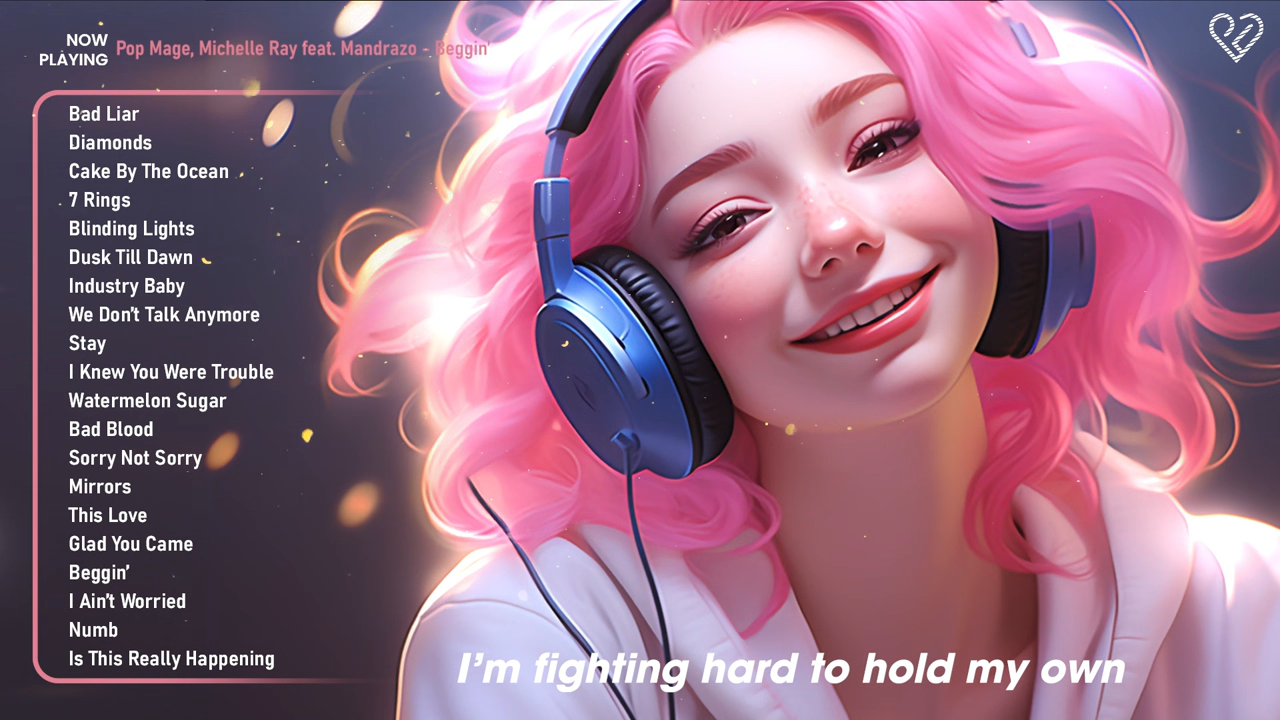 NOW
PLAYING
Pop Mage, Michelle Ray feat. Mandrazo - Beggin'
Bad Liar
Diamonds
Cake By The Ocean
7 Rings
Blinding Lights
Dusk Till Dawn
Industry Baby
We Don't Talk Anymore
Stay
I Knew You Were Trouble
Watermelon Sugar
Bad Blood
Sorry Not Sorry
Mirrors
This Love
Glad You Came
Beggin'
I Ain't Worried
Numb
Is This Really Happening
I'm fighting hard to hold my own